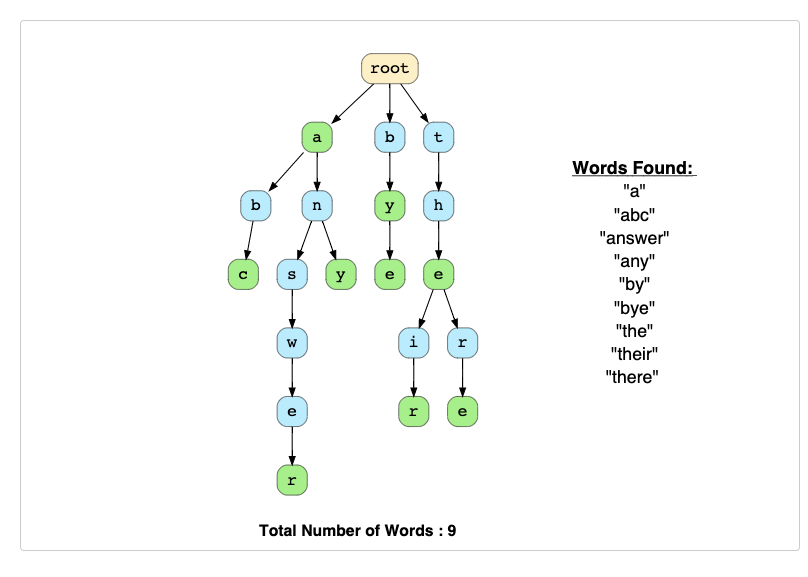 root
a b t
b n y h
c s y e e
w i r
e r e
r
Words Found:
"a"
"abc"
"answer"
"any"
"by"
"bye"
"the"
"their"
"there"
Total Number of Words : 9